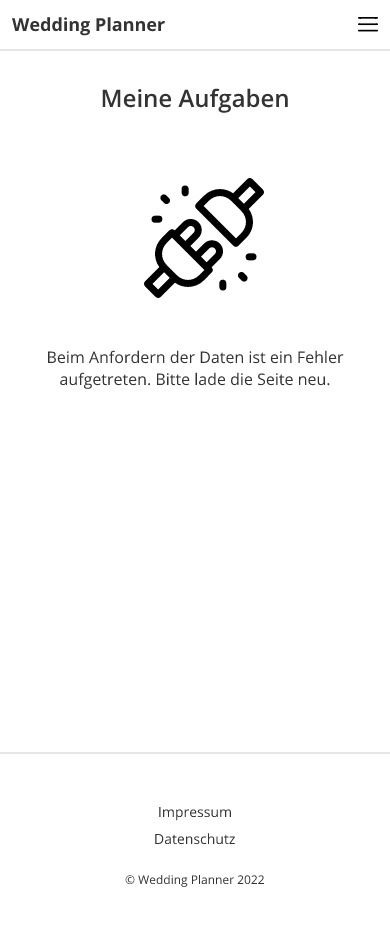 Wedding Planner
Meine Aufgaben
Beim Anfordern der Daten ist ein Fehler
aufgetreten. Bitte lade die Seite neu.
Impressum
Datenschutz
© Wedding Planner 2022